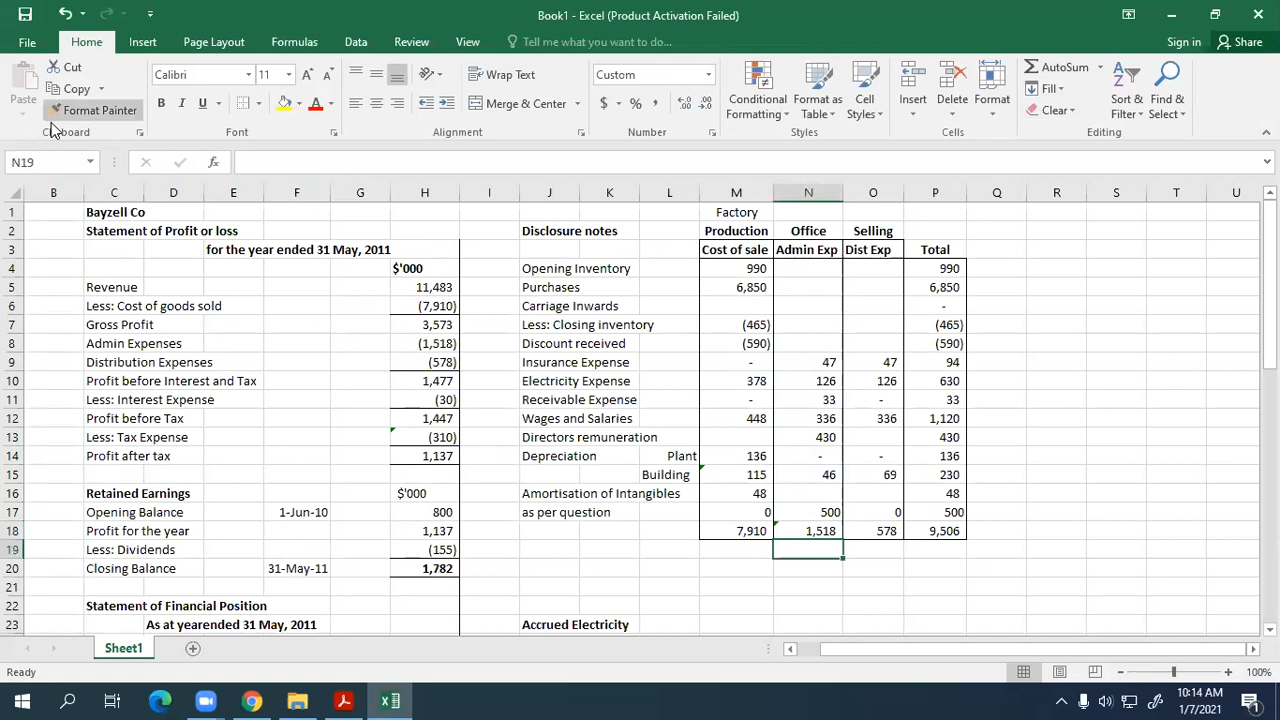 Book1 - Excel (Product Activation Failed)
File Home Insert Page Layout Formulas Data Review View Tell me what you want to do... Sign in Share
Paste Cut Copy Format Painter Clipboard
Calibri 11 B I U A Font
Wrap Text Merge & Center Alignment
Custom $ % , Number
Conditional Formatting Format as Table Cell Styles Styles
Insert Delete Format Cells
AutoSum Fill Clear Sort & Filter Find & Select Editing
N19 fx
B C D E F G H I J K L M N O P Q R S T U
1 Bayzell Co Factory
2 Statement of Profit or loss Disclosure notes Production Office Selling
3 for the year ended 31 May, 2011 Cost of sale Admin Exp Dist Exp Total
4 $'000 Opening Inventory 990 990
5 Revenue 11,483 Purchases 6,850 6,850
6 Less: Cost of goods sold (7,910) Carriage Inwards -
7 Gross Profit 3,573 Less: Closing inventory (465) (465)
8 Admin Expenses (1,518) Discount received (590) (590)
9 Distribution Expenses (578) Insurance Expense - 47 47 94
10 Profit before Interest and Tax 1,477 Electricity Expense 378 126 126 630
11 Less: Interest Expense (30) Receivable Expense - 33 - 33
12 Profit before Tax 1,447 Wages and Salaries 448 336 336 1,120
13 Less: Tax Expense (310) Directors remuneration 430 430
14 Profit after tax 1,137 Depreciation Plant 136 - - 136
15 Building 115 46 69 230
16 Retained Earnings $'000 Amortisation of Intangibles 48 48
17 Opening Balance 1-Jun-10 800 as per question 0 500 0 500
18 Profit for the year 1,137 7,910 1,518 578 9,506
19 Less: Dividends (155)
20 Closing Balance 31-May-11 1,782
21
22 Statement of Financial Position
23 As at yearended 31 May, 2011 Accrued Electricity
Sheet1
Ready 100%
10:14 AM
1/7/2021